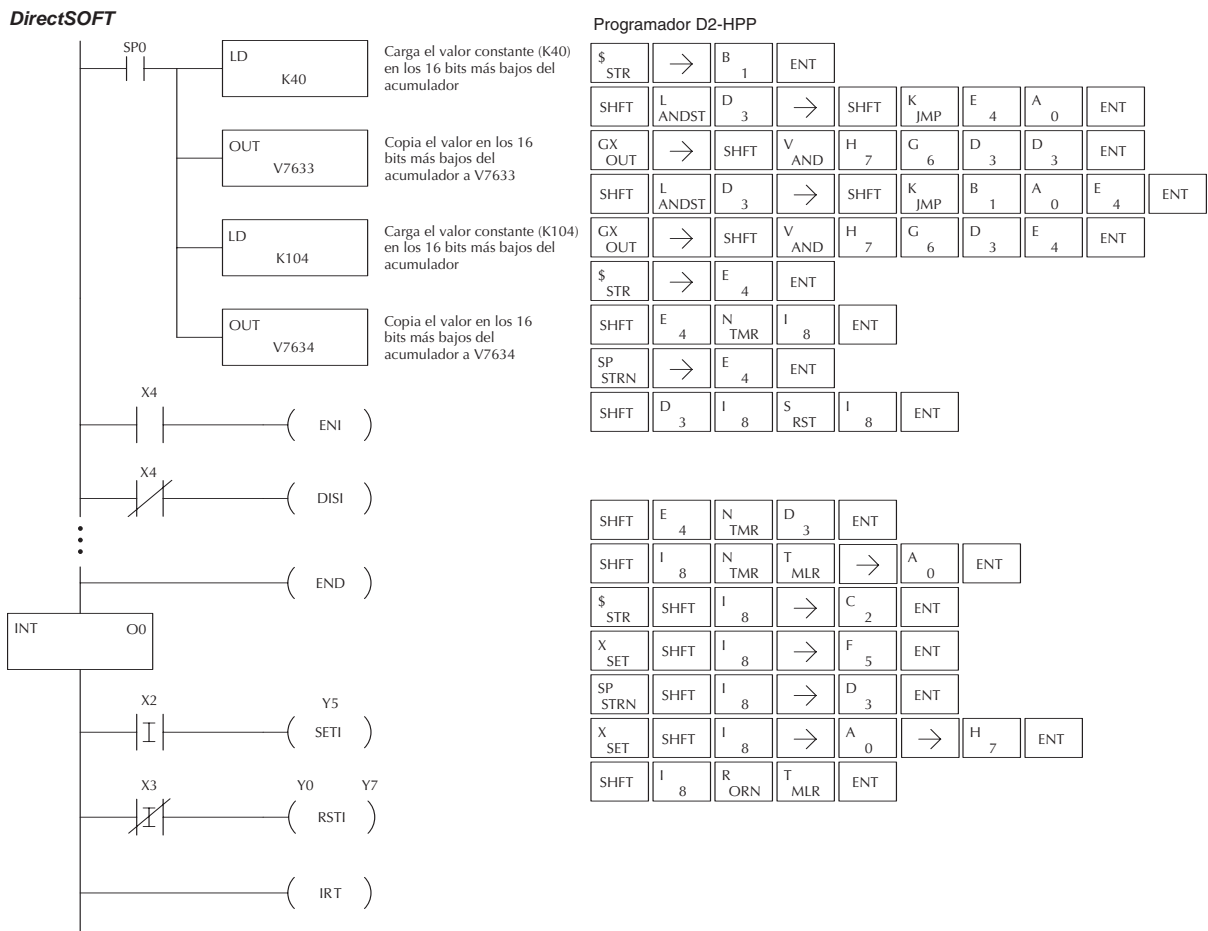 DirectSOFT
SP0
LD
K40
Carga el valor constante (K40)
en los 16 bits más bajos del
acumulador
OUT
V7633
Copia el valor en los 16
bits más bajos del
acumulador a V7633
LD
K104
Carga el valor constante (K104)
en los 16 bits más bajos del
acumulador
OUT
V7634
Copia el valor en los 16
bits más bajos del
acumulador a V7634
X4
ENI
X4
DISI
END
INT O0
X2 Y5
SETI
X3 Y0 Y7
RSTI
IRT
Programador D2-HPP
$ STR → B 1 ENT
SHFT L ANDST D 3 → SHFT K JMP E 4 A 0 ENT
GX OUT → SHFT V AND H 7 G 6 D 3 D 3 ENT
SHFT L ANDST D 3 → SHFT K JMP B 1 A 0 E 4 ENT
GX OUT → SHFT V AND H 7 G 6 D 3 E 4 ENT
$ STR → E 4 ENT
SHFT E 4 N TMR I 8 ENT
SP STRN → E 4 ENT
SHFT D 3 I 8 S RST I 8 ENT
SHFT E 4 N TMR D 3 ENT
SHFT I 8 N TMR T MLR → A 0 ENT
$ STR SHFT I 8 → C 2 ENT
X SET SHFT I 8 → F 5 ENT
SP STRN SHFT I 8 → D 3 ENT
X SET SHFT I 8 → A 0 → H 7 ENT
SHFT I 8 R ORN T MLR ENT